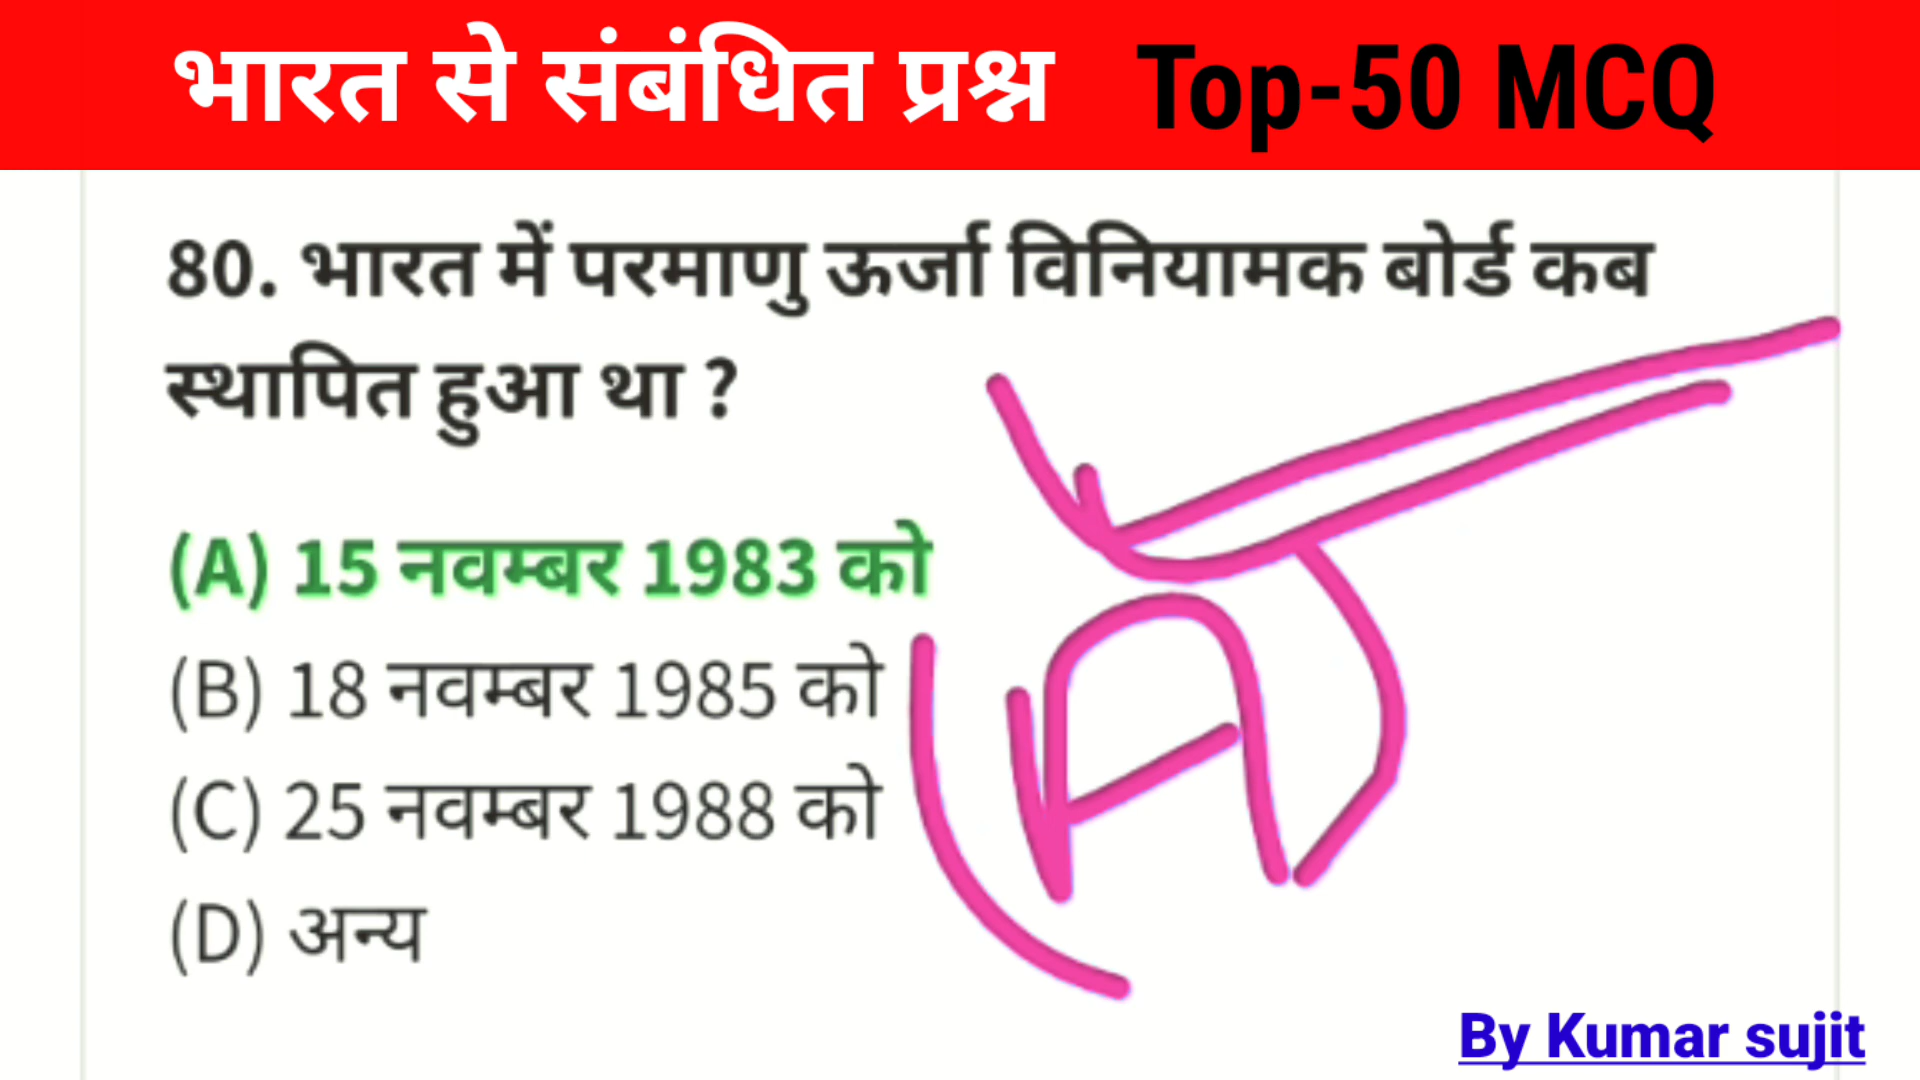 भारत से संबंधित प्रश्न Top-50 MCQ
80. भारत में परमाणु ऊर्जा विनियामक बोर्ड कब
स्थापित हुआ था ?
(A) 15 नवम्बर 1983 को
(B) 18 नवम्बर 1985 को
(C) 25 नवम्बर 1988 को
(D) अन्य
(A)
By Kumar sujit